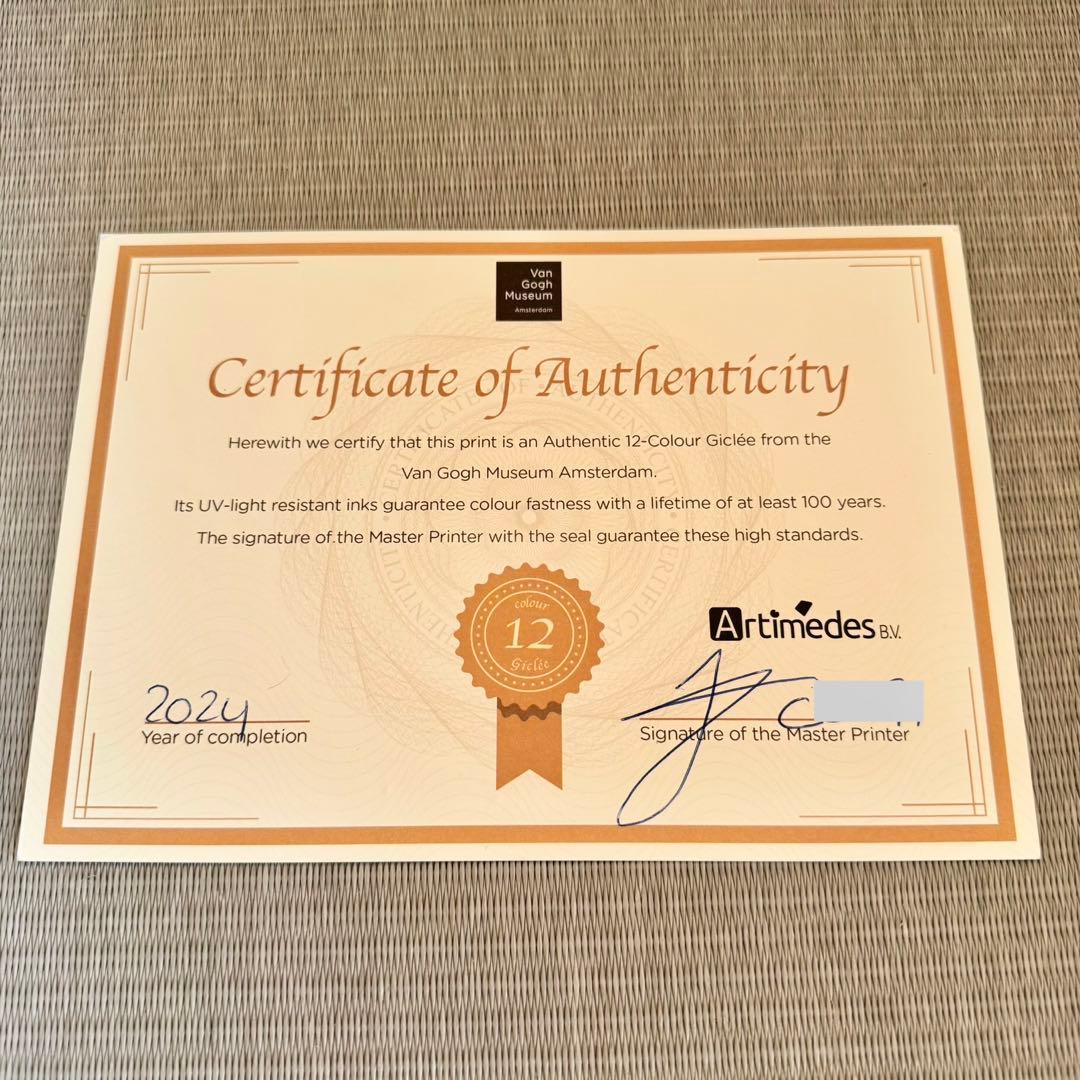 Van
Gogh
Museum
Amsterdam
Certificate of Authenticity
Herewith we certify that this print is an Authentic 12-Colour Giclée from the
Van Gogh Museum Amsterdam.
Its UV-light resistant inks guarantee colour fastness with a lifetime of at least 100 years.
The signature of the Master Printer with the seal guarantee these high standards.
colour
12
Giclée
Artimedes B.V.
2024
Year of completion
Signature of the Master Printer